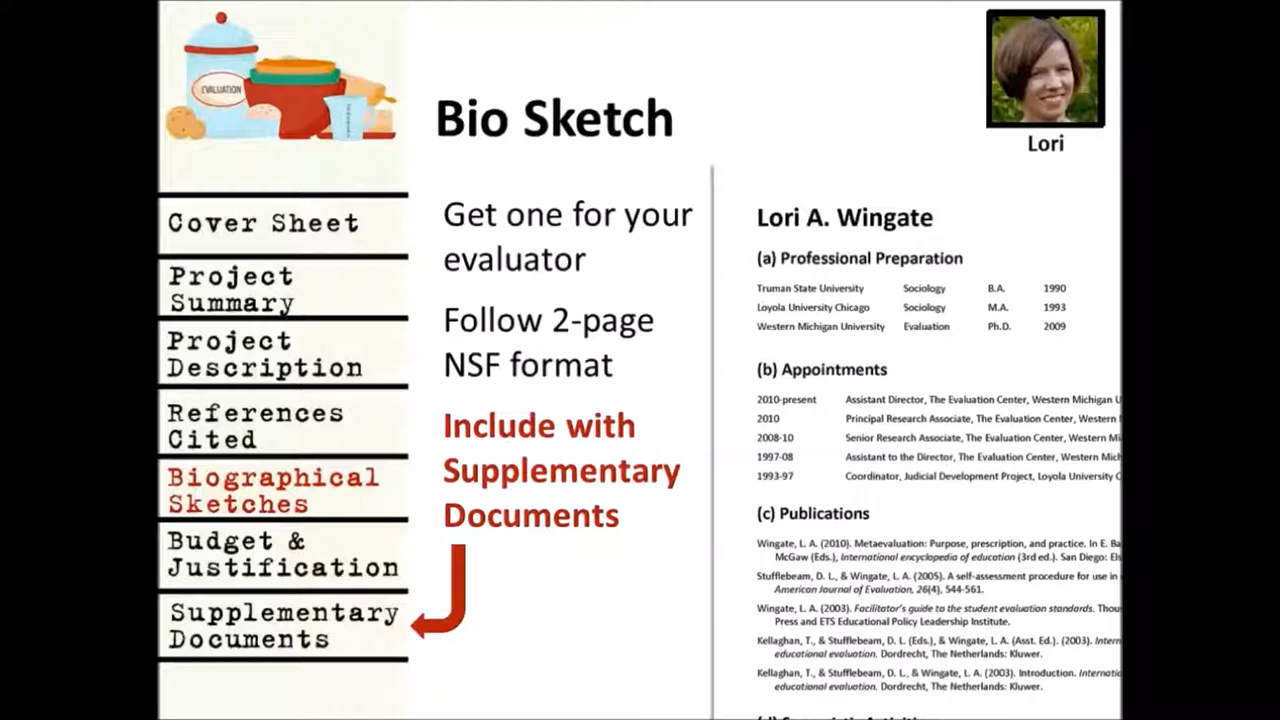 EVALUATION
Bio Sketch
Lori
Cover Sheet
Project
Summary
Project
Description
References
Cited
Biographical
Sketches
Budget &
Justification
Supplementary
Documents
Get one for your
evaluator
Follow 2-page
NSF format
Include with
Supplementary
Documents
Lori A. Wingate
(a) Professional Preparation
Truman State University Sociology B.A. 1990
Loyola University Chicago Sociology M.A. 1993
Western Michigan University Evaluation Ph.D. 2009
(b) Appointments
2010-present Assistant Director, The Evaluation Center, Western Michigan U
2010 Principal Research Associate, The Evaluation Center, Western
2008-10 Senior Research Associate, The Evaluation Center, Western Mi
1997-08 Assistant to the Director, The Evaluation Center, Western Mich
1993-97 Coordinator, Judicial Development Project, Loyola University C
(c) Publications
Wingate, L. A. (2010). Metaevaluation: Purpose, prescription, and practice. In E. Ba
McGaw (Eds.), International encyclopedia of education (3rd ed.). San Diego: Els
Stufflebeam, D. L., & Wingate, L. A. (2005). A self-assessment procedure for use in
American Journal of Evaluation, 26(4), 544-561.
Wingate, L. A. (2003). Facilitator's guide to the student evaluation standards. Thou
Press and ETS Educational Policy Leadership Institute.
Kellaghan, T., & Stufflebeam, D. L. (Eds.), & Wingate, L. A. (Asst. Ed.). (2003). Intern
educational evaluation. Dordrecht, The Netherlands: Kluwer.
Kellaghan, T., & Stufflebeam, D. L., & Wingate, L. A. (2003). Introduction. Internatio
educational evaluation. Dordrecht, The Netherlands: Kluwer.